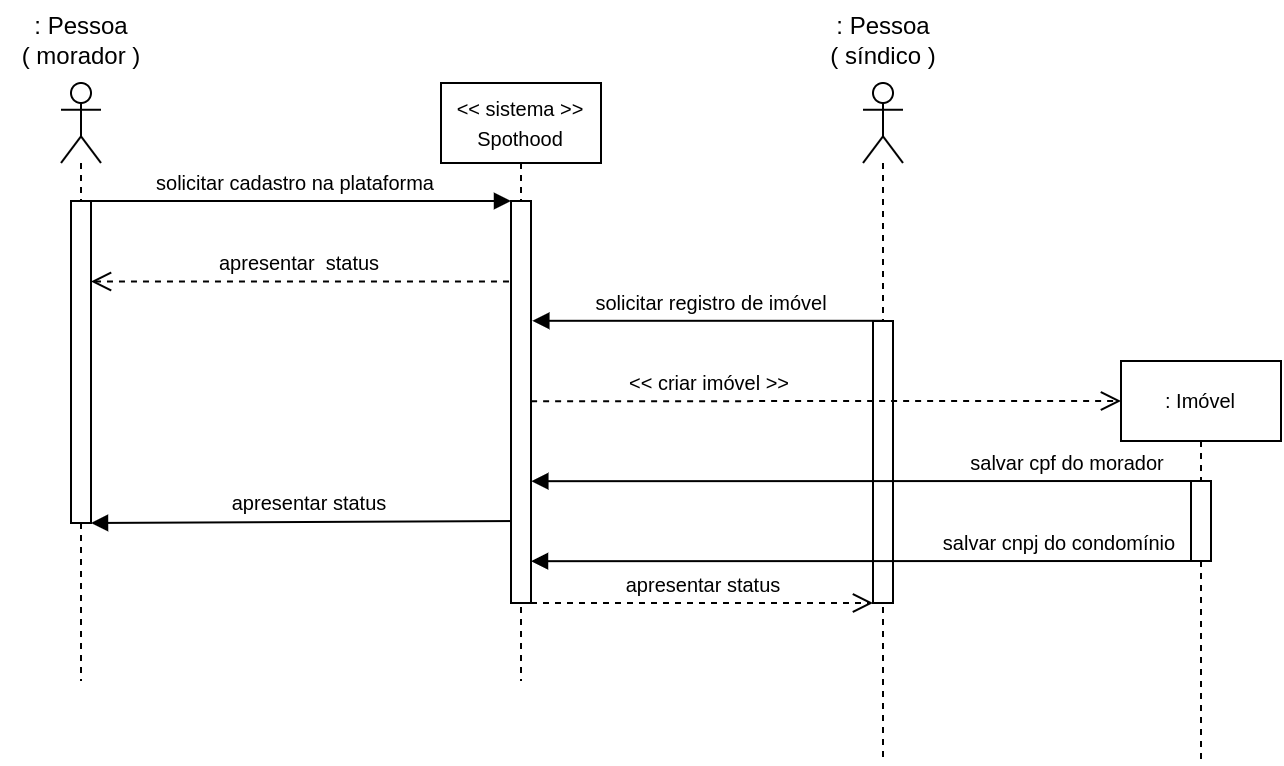 : Pessoa
( morador )
: Pessoa
( síndico )
<< sistema >>
Spothood
solicitar cadastro na plataforma
apresentar  status
solicitar registro de imóvel
<< criar imóvel >>
: Imóvel
salvar cpf do morador
apresentar status
salvar cnpj do condomínio
apresentar status